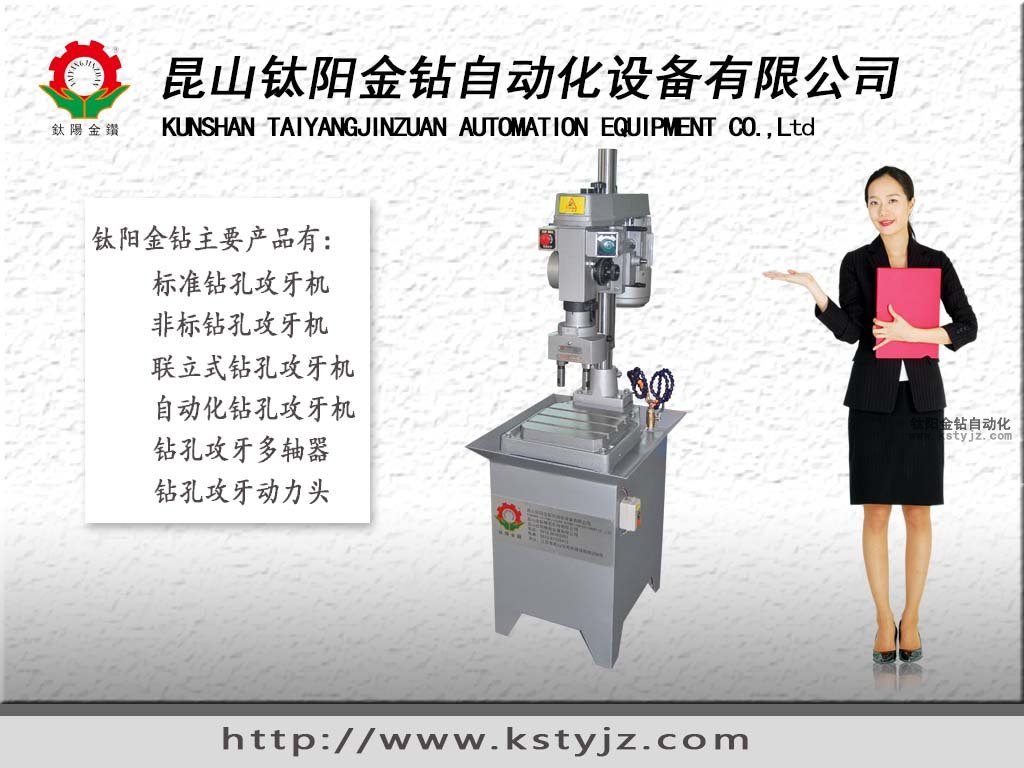 鈦陽金鑽
昆山钛阳金钻自动化设备有限公司
KUNSHAN TAIYANGJINZUAN AUTOMATION EQUIPMENT CO.,Ltd
钛阳金钻主要产品有：
标准钻孔攻牙机
非标钻孔攻牙机
联立式钻孔攻牙机
自动化钻孔攻牙机
钻孔攻牙多轴器
钻孔攻牙动力头
钛阳金钻自动化
www.kstyjz.com
http://www.kstyjz.com